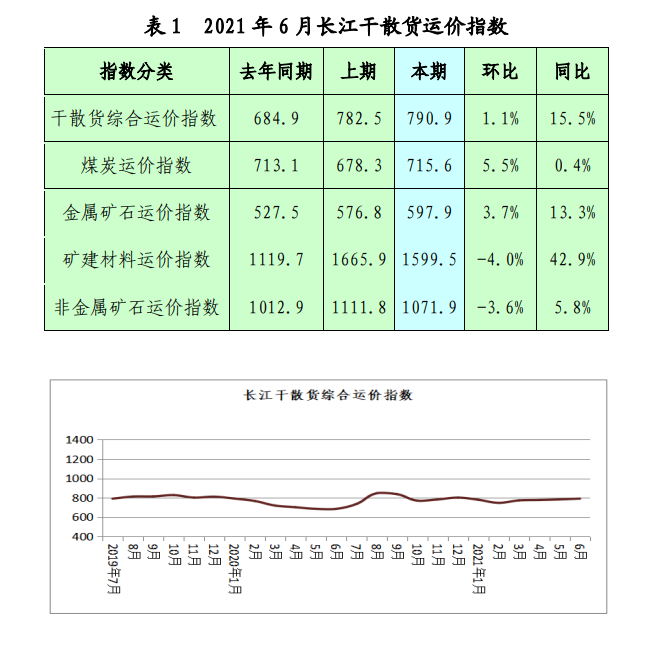 表 1 2021 年 6 月长江干散货运价指数
指数分类 去年同期 上期 本期 环比 同比
干散货综合运价指数 684.9 782.5 790.9 1.1% 15.5%
煤炭运价指数 713.1 678.3 715.6 5.5% 0.4%
金属矿石运价指数 527.5 576.8 597.9 3.7% 13.3%
矿建材料运价指数 1119.7 1665.9 1599.5 -4.0% 42.9%
非金属矿石运价指数 1012.9 1111.8 1071.9 -3.6% 5.8%
长江干散货综合运价指数
1400
1200
1000
800
600
400
2019年7月 8月 9月 10月 11月 12月 2020年1月 2月 3月 4月 5月 6月 7月 8月 9月 10月 11月 12月 2021年1月 2月 3月 4月 5月 6月